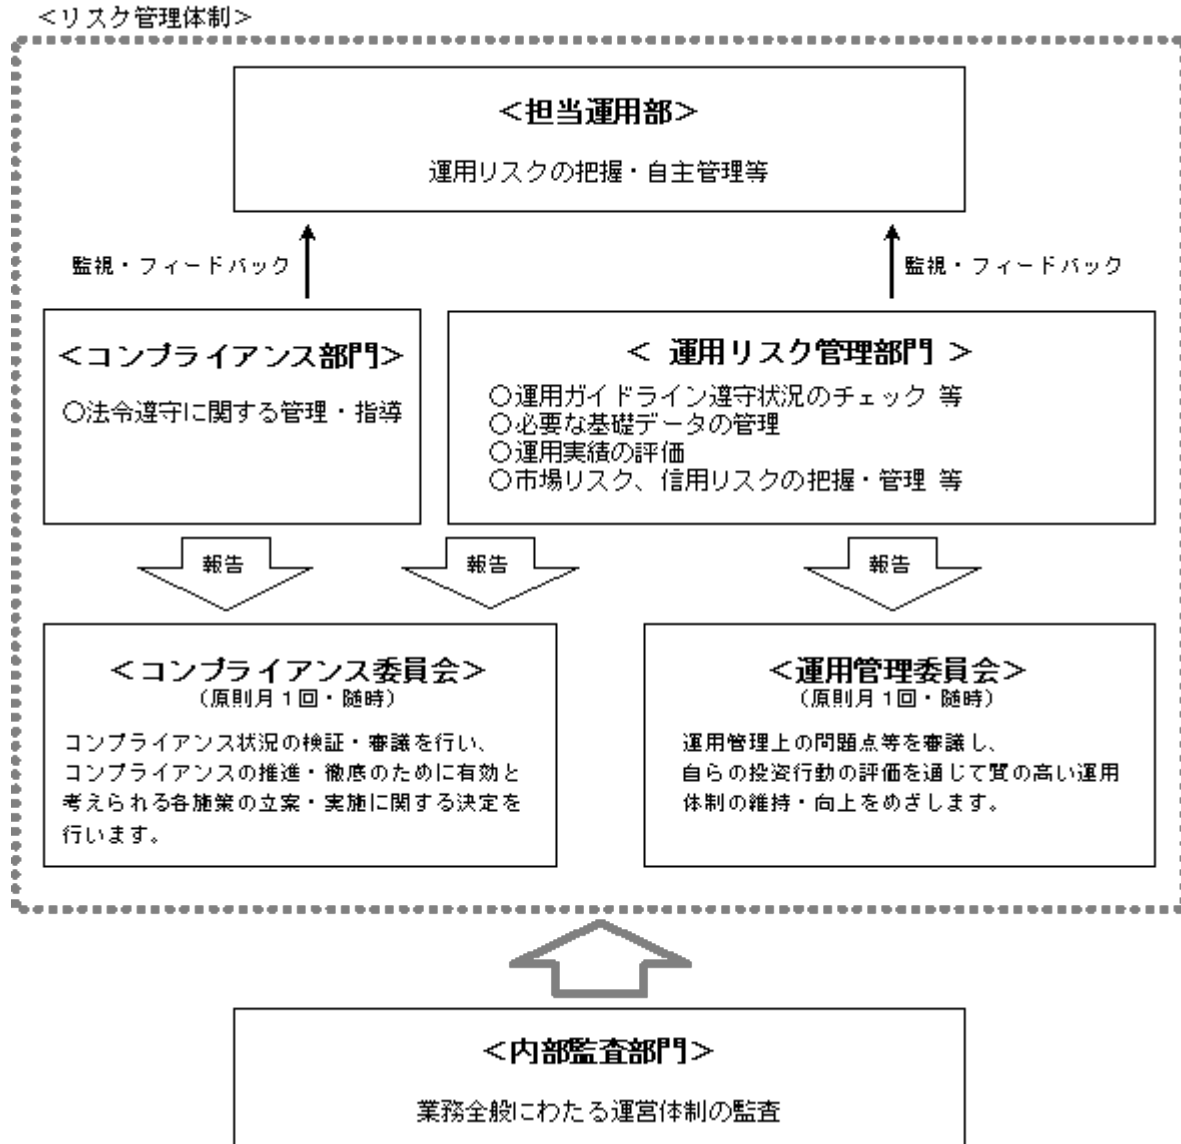 ＜リスク管理体制＞
＜担当運用部＞
運用リスクの把握・自主管理等
監視・フィードバック
監視・フィードバック
＜コンプライアンス部門＞
○法令遵守に関する管理・指導
＜ 運用リスク管理部門 ＞
○運用ガイドライン遵守状況のチェック 等
○必要な基礎データの管理
○運用実績の評価
○市場リスク、信用リスクの把握・管理 等
報告
報告
報告
＜コンプライアンス委員会＞
（原則月１回・随時）
コンプライアンス状況の検証・審議を行い、
コンプライアンスの推進・徹底のために有効と
考えられる各施策の立案・実施に関する決定を
行います。
＜運用管理委員会＞
（原則月１回・随時）
運用管理上の問題点等を審議し、
自らの投資行動の評価を通じて質の高い運用
体制の維持・向上をめざします。
＜内部監査部門＞
業務全般にわたる運営体制の監査